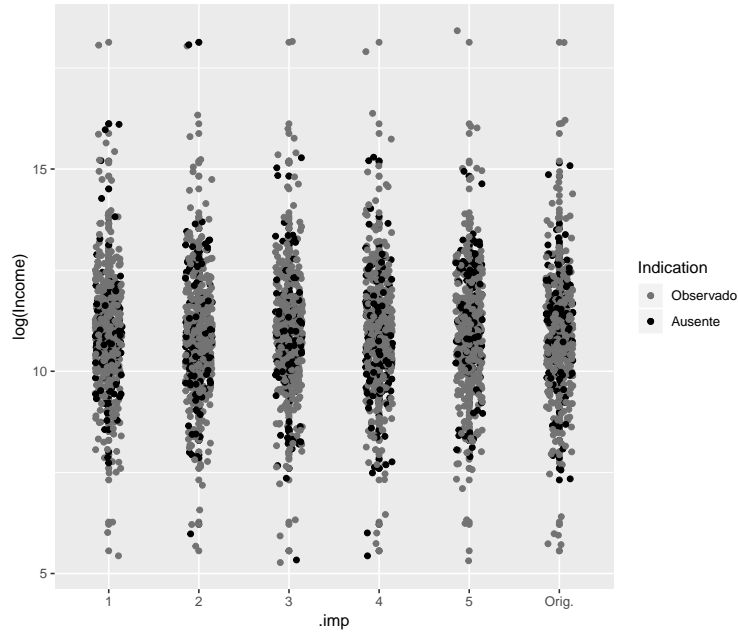 log(Income)
15
10
5
1 2 3 4 5 Orig.
.imp
Indication
Observado
Ausente